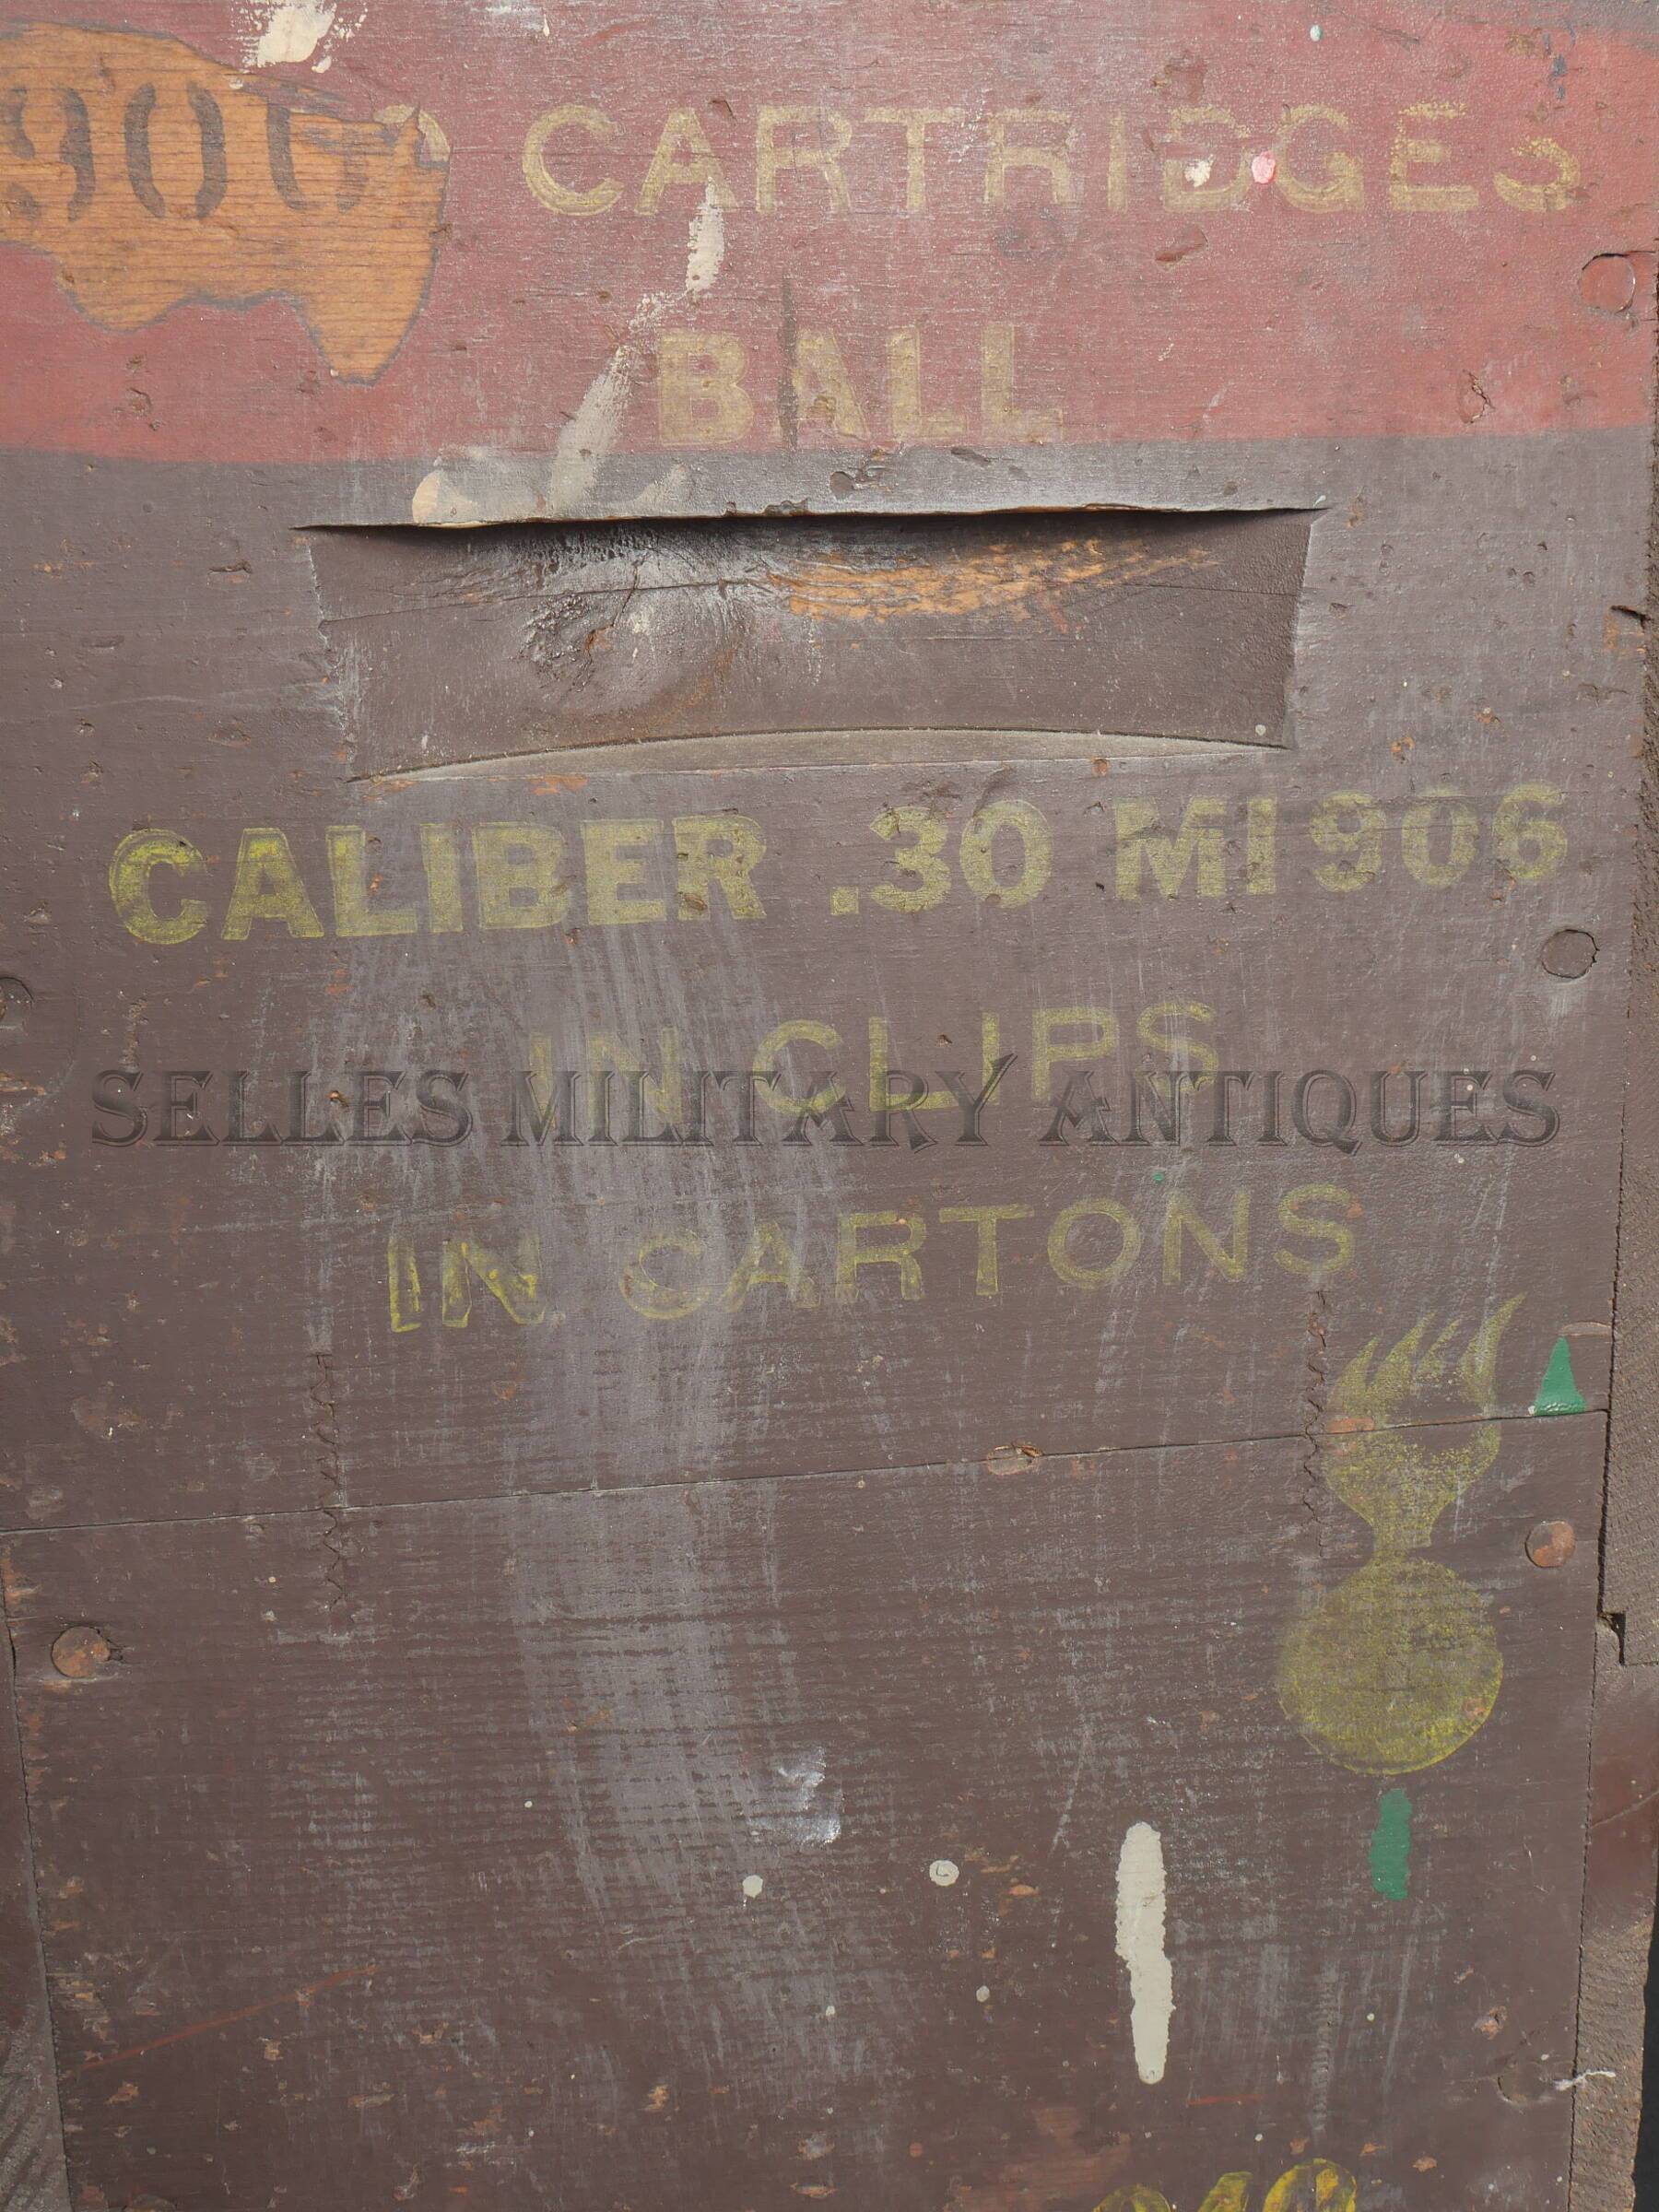 CARTRIDGES
BALL
CALIBER .30 M1906
IN CLIPS
SELLES MILITARY ANTIQUES
IN CARTONS